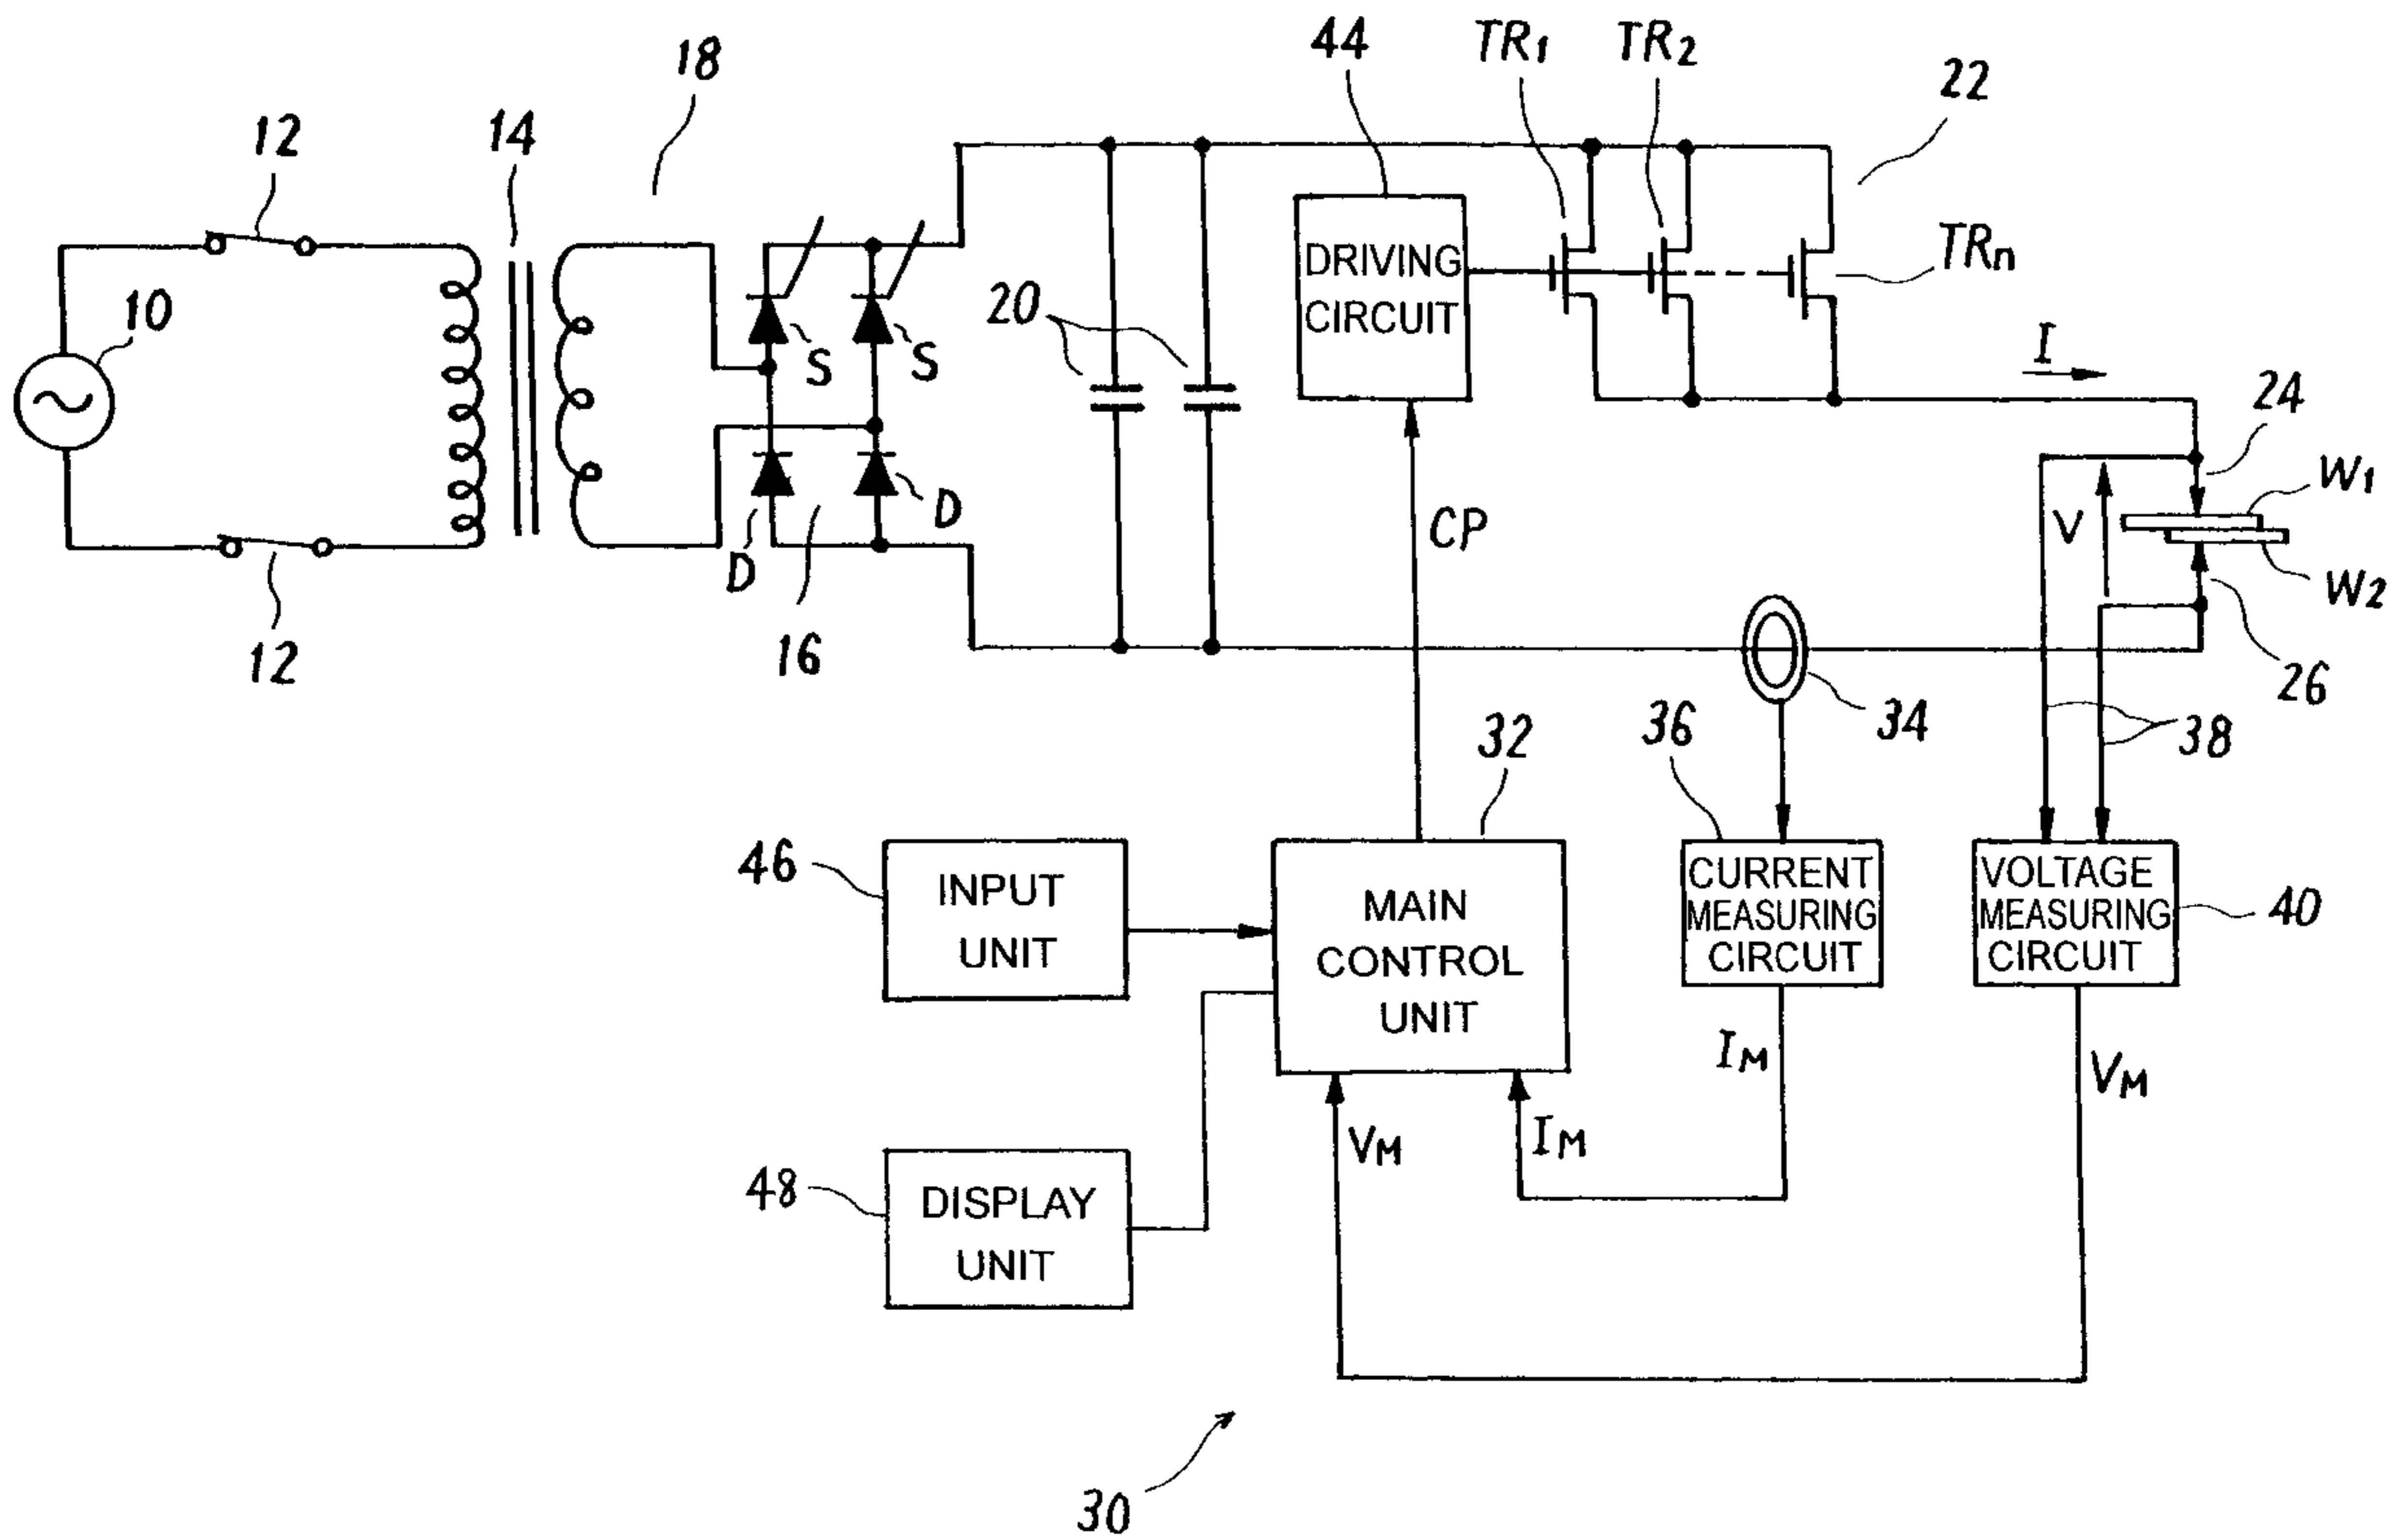 44
TR1
TR2
18
22
12
14
10
TRn
DRIVING
CIRCUIT
20
S
S
I
24
W1
V
D
D
CP
W2
12
16
26
34
36
32
38
46
INPUT
UNIT
MAIN
CONTROL
UNIT
CURRENT
MEASURING
CIRCUIT
VOLTAGE
MEASURING
CIRCUIT
40
IM
VM
VM
IM
48
DISPLAY
UNIT
30